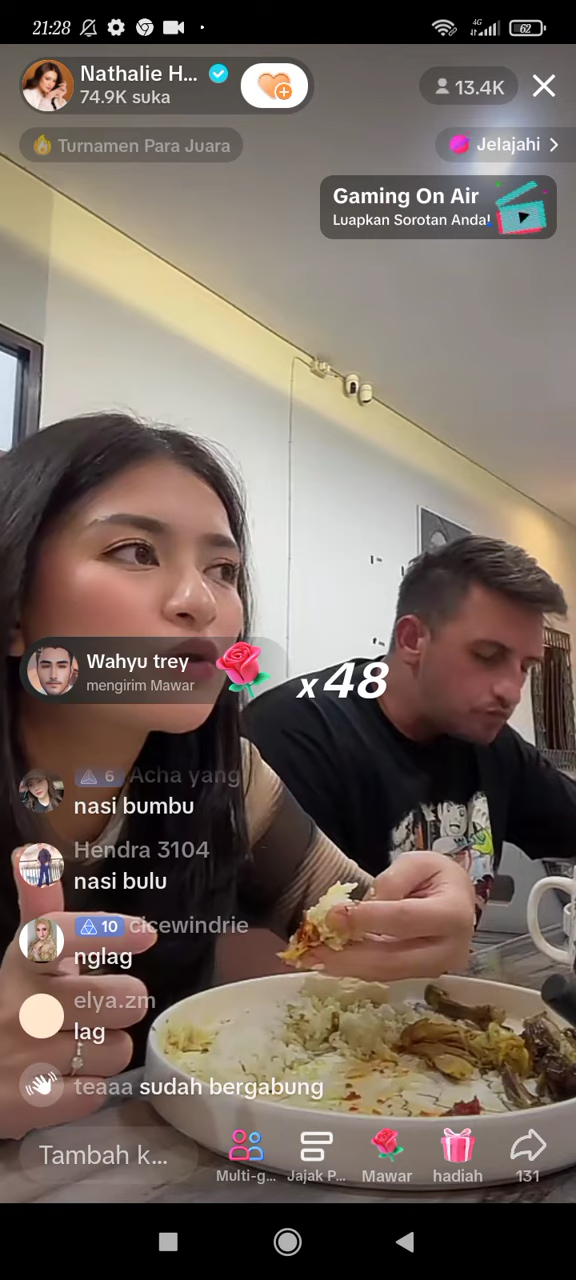 21:28
4G
62
Nathalie H...
74.9K suka
13.4K
Turnamen Para Juara
Jelajahi
Gaming On Air
Luapkan Sorotan Anda!
Wahyu trey
mengirim Mawar
x48
6 Acha yang
nasi bumbu
Hendra 3104
nasi bulu
10 cicewindrie
nglag
elya.zm
lag
teaaa sudah bergabung
Tambah k...
Multi-g...
Jajak P...
Mawar
hadiah
131